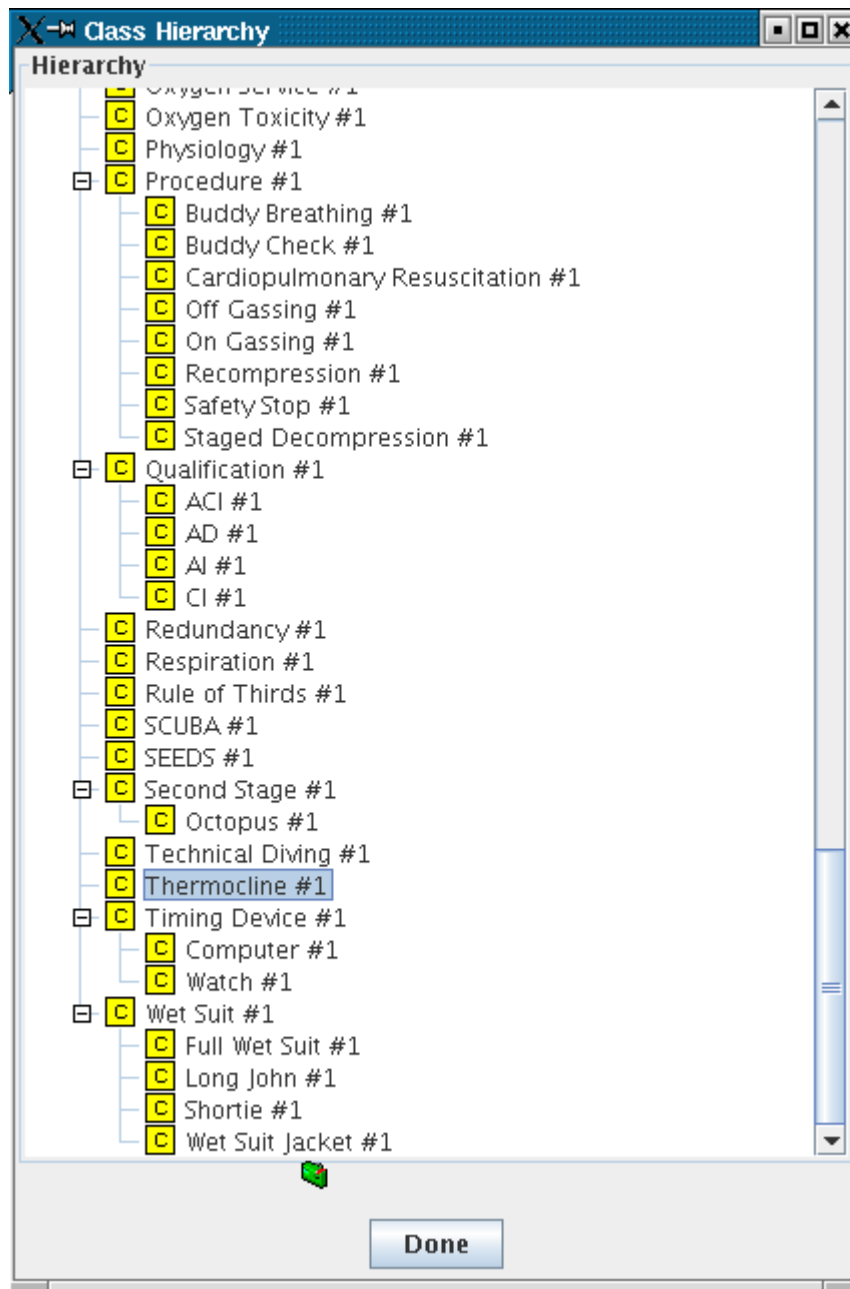 Class Hierarchy
Hierarchy
Oxygen Service #1
C Oxygen Toxicity #1
C Physiology #1
C Procedure #1
C Buddy Breathing #1
C Buddy Check #1
C Cardiopulmonary Resuscitation #1
C Off Gassing #1
C On Gassing #1
C Recompression #1
C Safety Stop #1
C Staged Decompression #1
C Qualification #1
C ACI #1
C AD #1
C AI #1
C CI #1
C Redundancy #1
C Respiration #1
C Rule of Thirds #1
C SCUBA #1
C SEEDS #1
C Second Stage #1
C Octopus #1
C Technical Diving #1
C Thermocline #1
C Timing Device #1
C Computer #1
C Watch #1
C Wet Suit #1
C Full Wet Suit #1
C Long John #1
C Shortie #1
C Wet Suit Jacket #1
Done